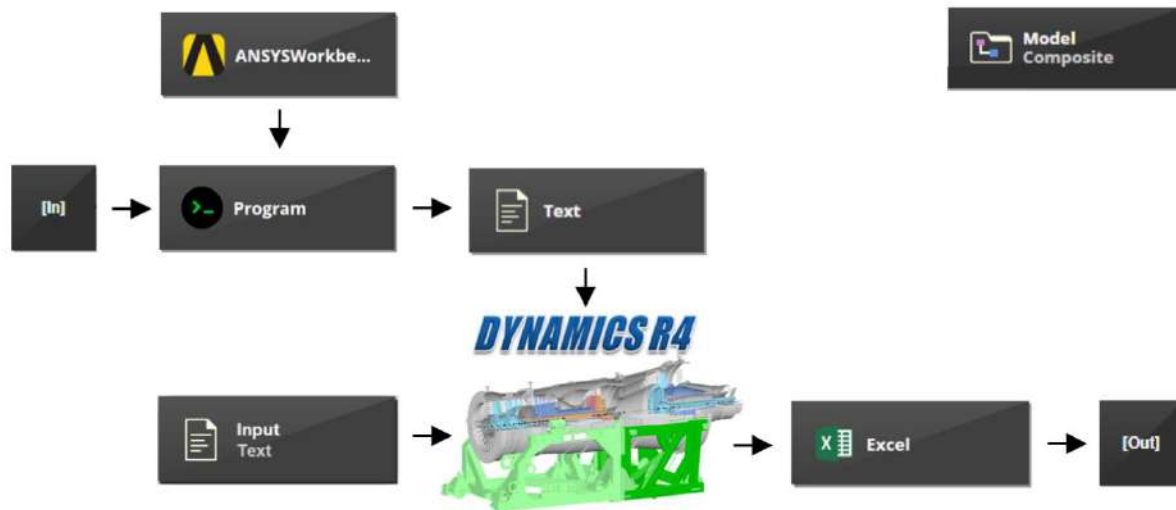 ANSYSWorkbe...
Model
Composite
[In]
Program
Text
DYNAMICS R4
Input
Text
Excel
[Out]